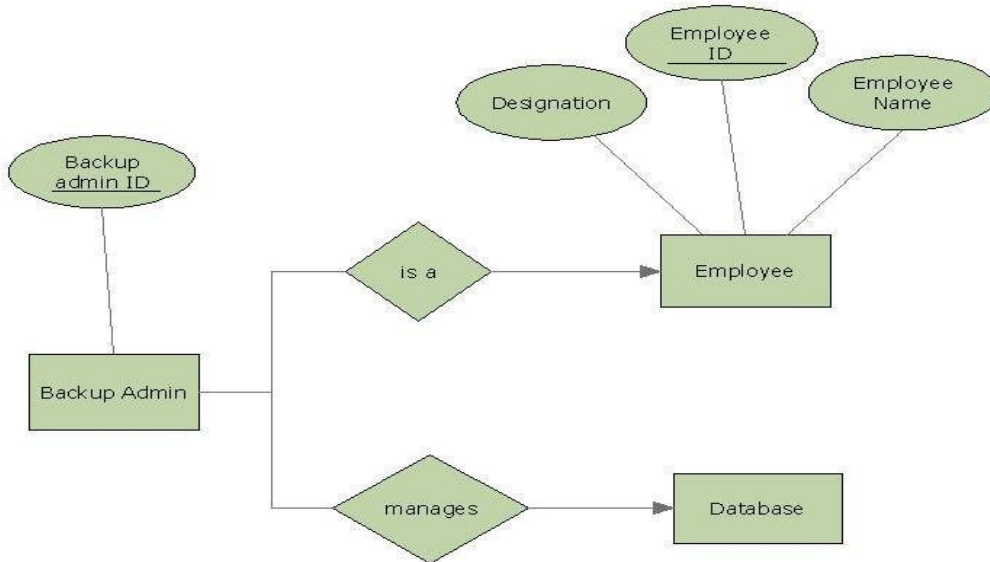 Employee
ID
Designation
Employee
Name
Backup
admin ID
is a
Employee
Backup Admin
manages
Database